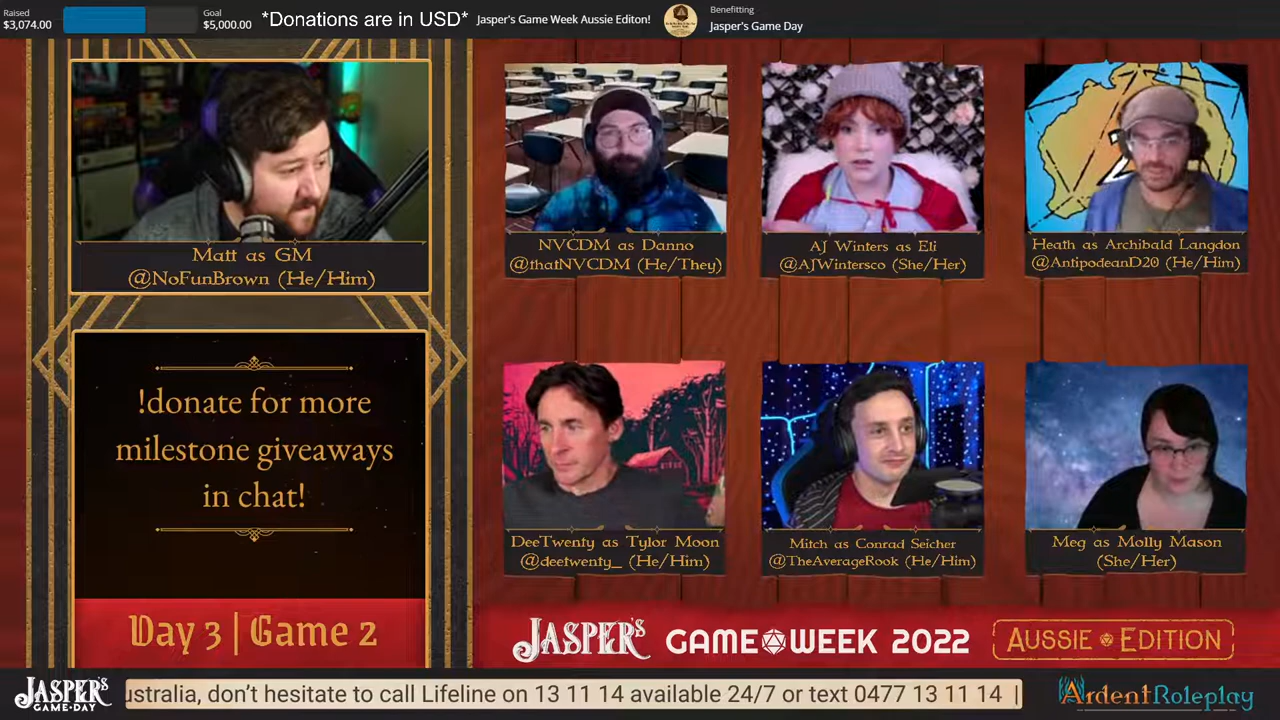 Raised
$3,074.00
Goal
$5,000.00
*Donations are in USD*
Jasper's Game Week Aussie Editon!
Benefitting
Jasper's Game Day
Matt as GM
@NoFunBrown (He/Him)
NVCDM as Danno
@thatNVCDM (He/They)
AJ Winters as Eli
@AJWintersco (She/Her)
Heath as Archibald Langdon
@AntipodeanD20 (He/Him)
!donate for more
milestone giveaways
in chat!
DeeTwenty as Tylor Moon
@deetwenty_ (He/Him)
Mitch as Conrad Seicher
@TheAverageRook (He/Him)
Meg as Molly Mason
(She/Her)
Day 3 | Game 2
JASPER'S GAME WEEK 2022
AUSSIE EDITION
JASPER'S
GAME DAY
ustralia, don't hesitate to call Lifeline on 13 11 14 available 24/7 or text 0477 13 11 14 |
ArdentRoleplay